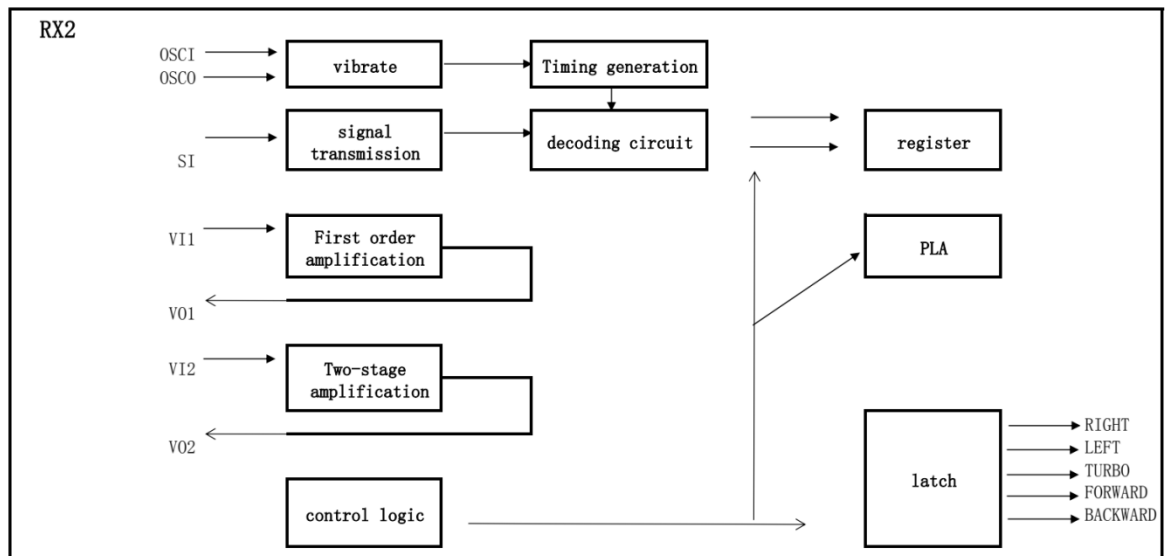 RX2
OSCI
OSCO
vibrate
Timing generation
SI
signal
transmission
decoding circuit
register
VI1
First order
amplification
PLA
VO1
VI2
Two-stage
amplification
VO2
control logic
latch
RIGHT
LEFT
TURBO
FORWARD
BACKWARD